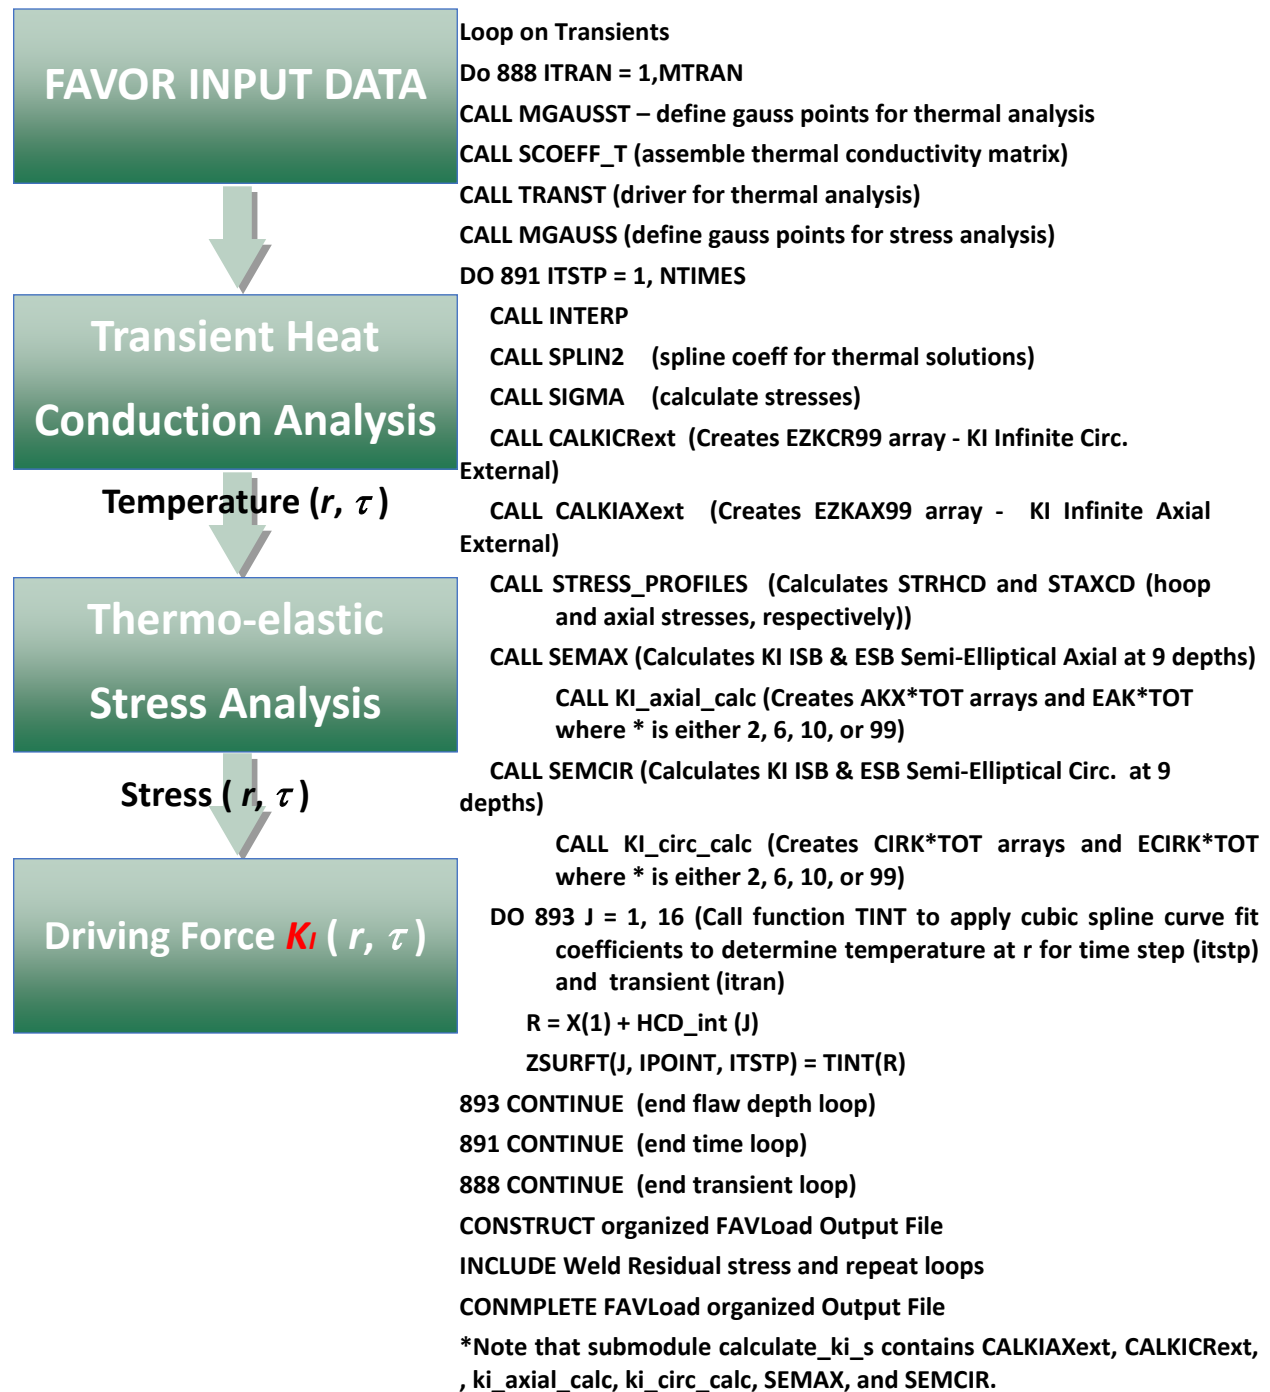 FAVOR INPUT DATA
Transient Heat
Conduction Analysis
Temperature (r, τ )
Thermo-elastic
Stress Analysis
Stress ( r, τ )
Driving Force KI ( r, τ )
Loop on Transients
Do 888 ITRAN = 1,MTRAN
CALL MGAUSST – define gauss points for thermal analysis
CALL SCOEFF_T (assemble thermal conductivity matrix)
CALL TRANST (driver for thermal analysis)
CALL MGAUSS (define gauss points for stress analysis)
DO 891 ITSTP = 1, NTIMES
CALL INTERP
CALL SPLIN2 (spline coeff for thermal solutions)
CALL SIGMA (calculate stresses)
CALL CALKICRext (Creates EZKCR99 array - KI Infinite Circ.
External)
CALL CALKIAXext (Creates EZKAX99 array - KI Infinite Axial
External)
CALL STRESS_PROFILES (Calculates STRHCD and STAXCD (hoop
and axial stresses, respectively))
CALL SEMAX (Calculates KI ISB & ESB Semi-Elliptical Axial at 9 depths)
CALL KI_axial_calc (Creates AKX*TOT arrays and EAK*TOT
where * is either 2, 6, 10, or 99)
CALL SEMCIR (Calculates KI ISB & ESB Semi-Elliptical Circ. at 9
depths)
CALL KI_circ_calc (Creates CIRK*TOT arrays and ECIRK*TOT
where * is either 2, 6, 10, or 99)
DO 893 J = 1, 16 (Call function TINT to apply cubic spline curve fit
coefficients to determine temperature at r for time step (itstp)
and transient (itran)
R = X(1) + HCD_int (J)
ZSURFT(J, IPOINT, ITSTP) = TINT(R)
893 CONTINUE (end flaw depth loop)
891 CONTINUE (end time loop)
888 CONTINUE (end transient loop)
CONSTRUCT organized FAVLoad Output File
INCLUDE Weld Residual stress and repeat loops
CONMPLETE FAVLoad organized Output File
*Note that submodule calculate_ki_s contains CALKIAXext, CALKICRext,
, ki_axial_calc, ki_circ_calc, SEMAX, and SEMCIR.